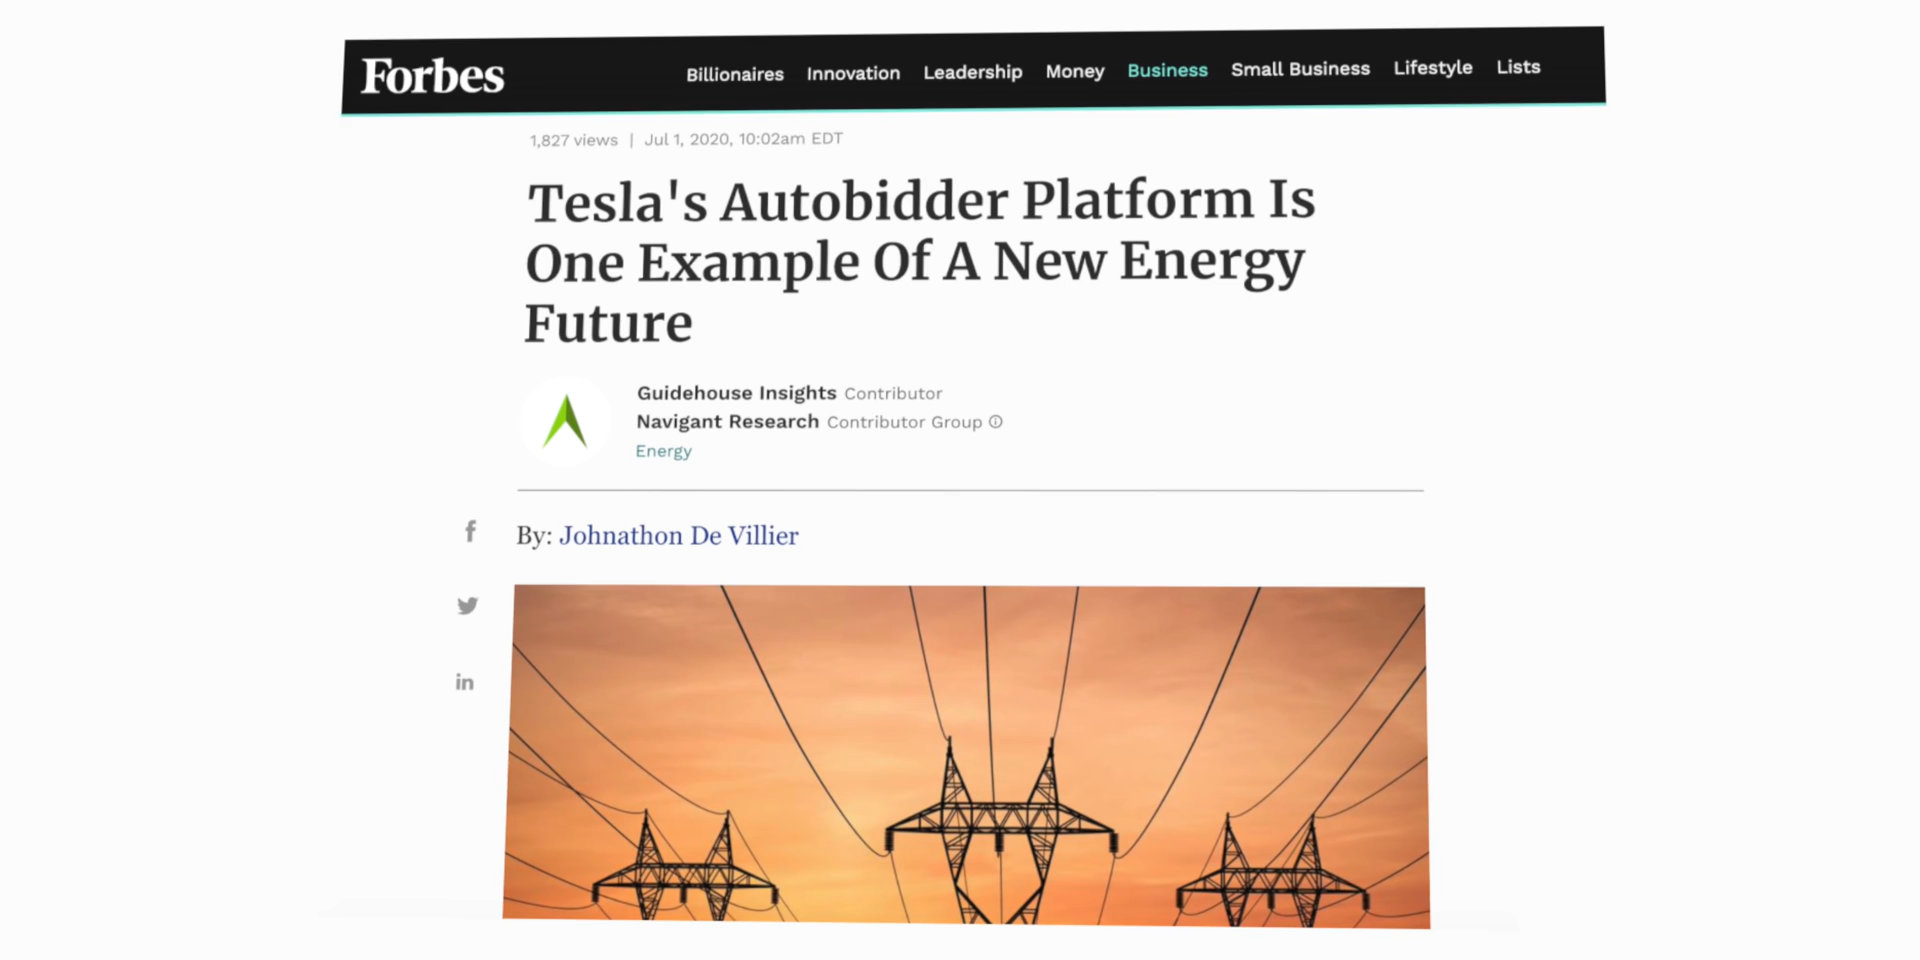 Forbes
Billionaires Innovation Leadership Money Business Small Business Lifestyle Lists
1,827 views | Jul 1, 2020, 10:02am EDT
Tesla's Autobidder Platform Is
One Example Of A New Energy
Future
Guidehouse Insights Contributor
Navigant Research Contributor Group
Energy
f
By: Johnathon De Villier
in